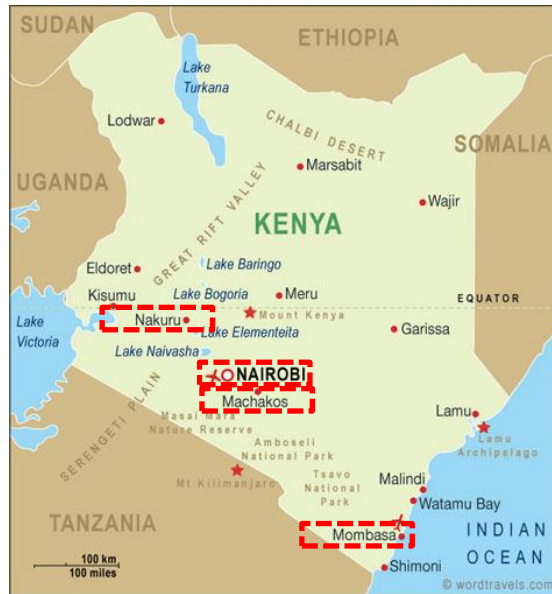 SUDAN
ETHIOPIA
Lake
Turkana
Lodwar
CHALBI DESERT
Marsabit
SOMALIA
UGANDA
Wajir
GREAT RIFT VALLEY
KENYA
Eldoret
Lake Baringo
Kisumu
Lake Bogoria
Meru
EQUATOR
Nakuru
Mount Kenya
Lake
Victoria
Lake Elementeita
Garissa
Lake Naivasha
NAIROBI
SERENGETI PLAIN
Machakos
Masai Mara
Nature Reserve
Lamu
Amboseli
National Park
Lamu
Archipelago
Mt Kilimanjaro
Tsavo
National
Park
Malindi
Watamu Bay
TANZANIA
Mombasa
INDIAN
OCEAN
100 km
100 miles
Shimoni
© wordtravels.com